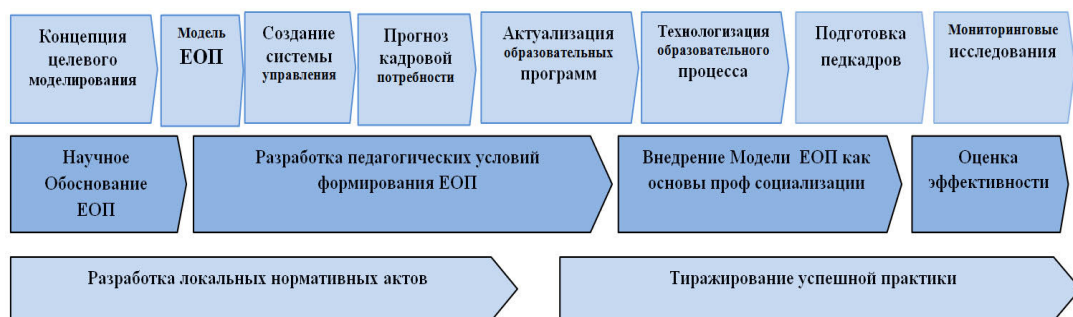 Концепция
целевого
моделирования
Модель
ЕОП
Создание
системы
управления
Прогноз
кадровой
потребности
Актуализация
образовательных
программ
Технологизация
образовательного
процесса
Подготовка
педкадров
Мониторинговые
исследования
Научное
Обоснование
ЕОП
Разработка педагогических условий
формирования ЕОП
Внедрение Модели ЕОП как
основы проф социализации
Оценка
эффективности
Разработка локальных нормативных актов
Тиражирование успешной практики